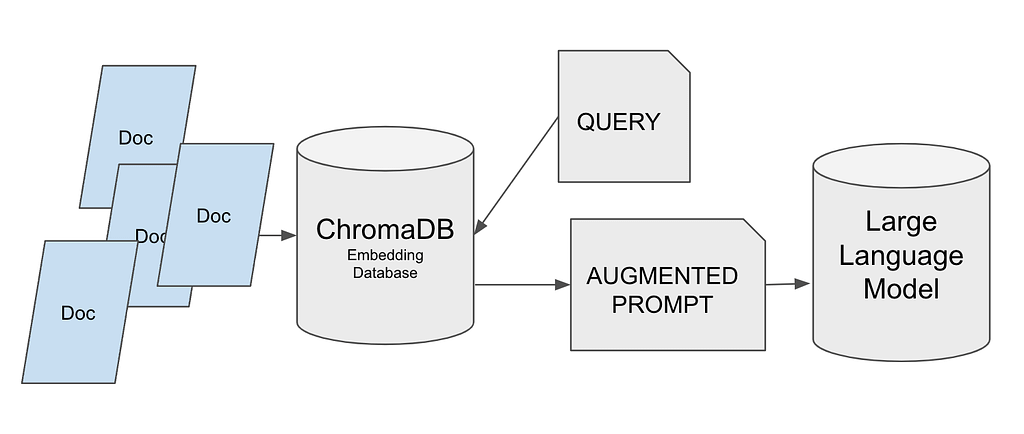 Doc
Doc
Doc
Doc
ChromaDB
Embedding
Database
QUERY
AUGMENTED
PROMPT
Large
Language
Model